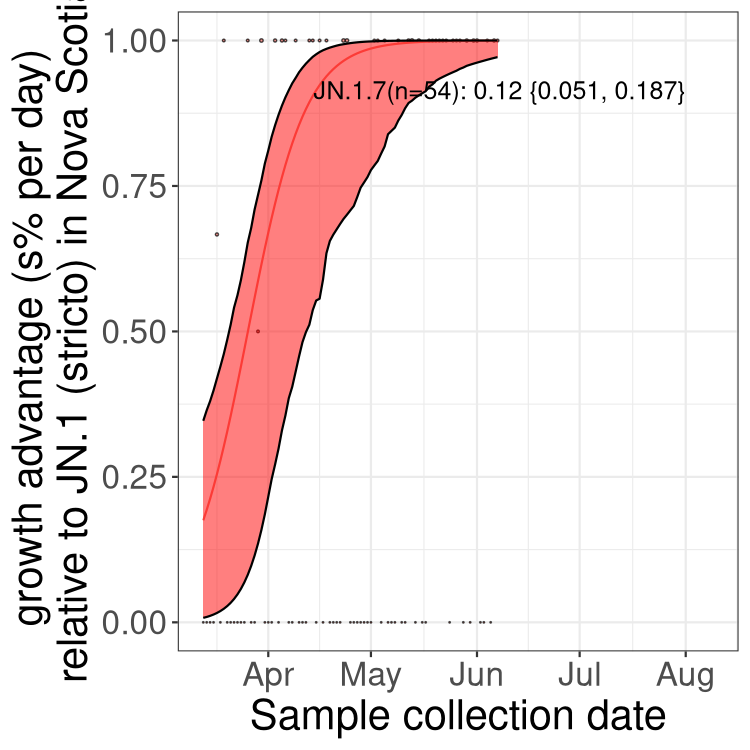 growth advantage (s% per day)
relative to JN.1 (stricto) in Nova Scotia
1.00
0.75
0.50
0.25
0.00
JN.1.7(n=54): 0.12 {0.051, 0.187}
Apr May Jun Jul Aug
Sample collection date